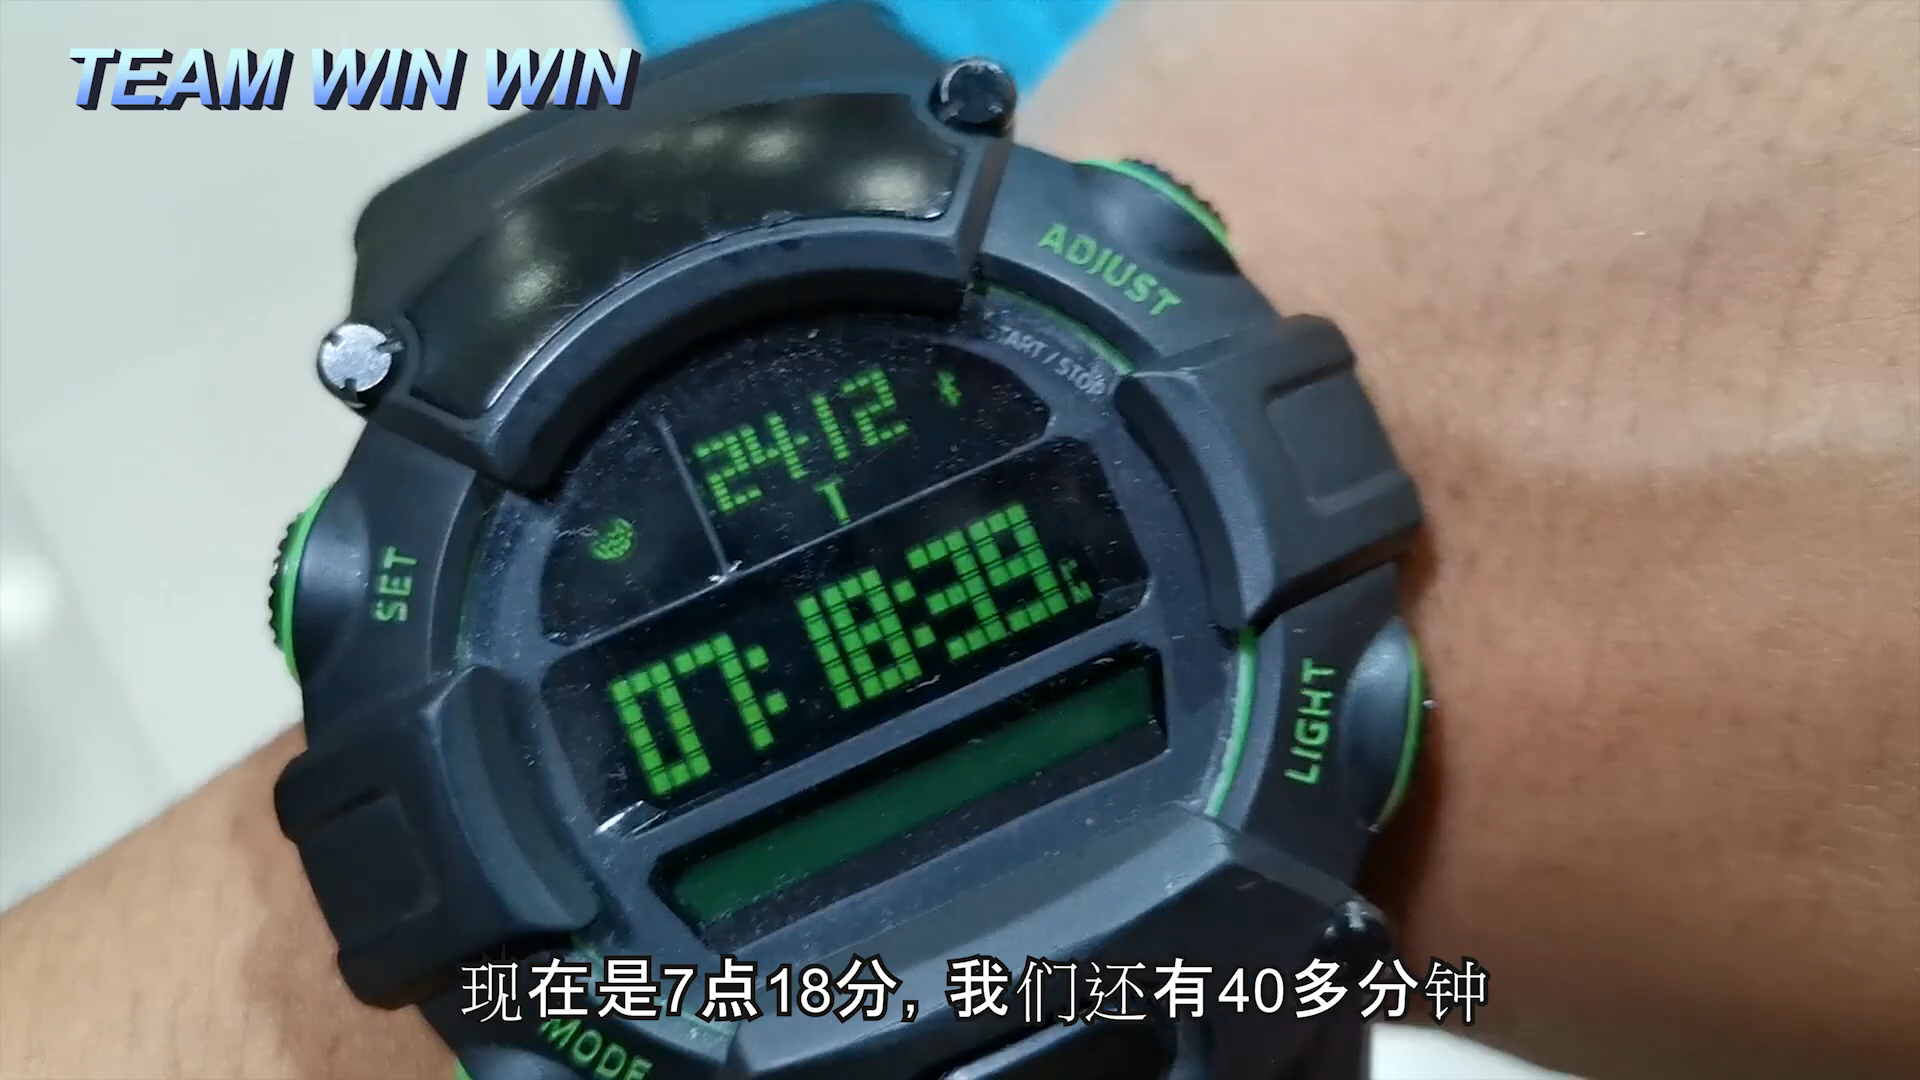 TEAM WIN WIN
ADJUST
START / STOP
24-12
T
07:18:39
SET
LIGHT
现在是7点18分, 我们还有40多分钟
MODE